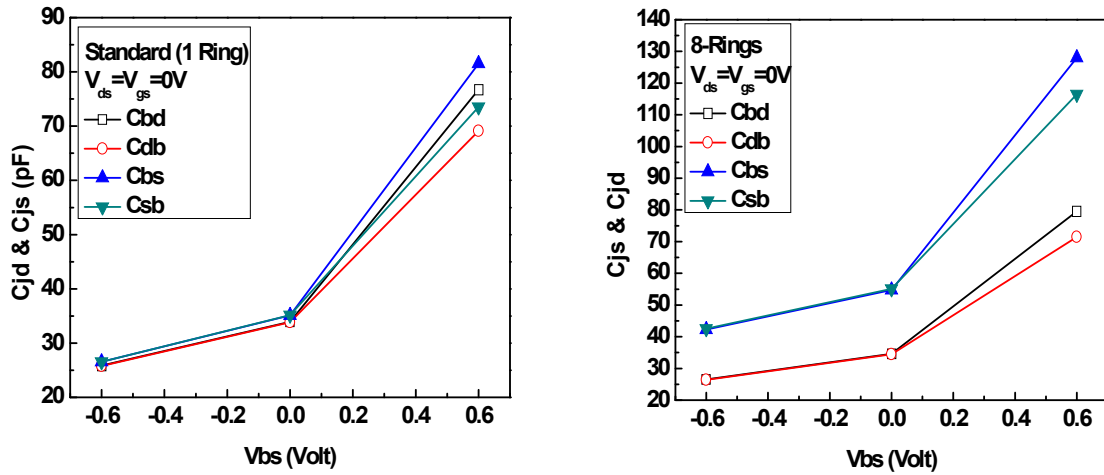 Standard (1 Ring)
Vds=Vgs=0V
Cbd
Cdb
Cbs
Csb
90
80
70
60
50
40
30
20
Cjd & Cjs (pF)
-0.6 -0.4 -0.2 0.0 0.2 0.4 0.6
Vbs (Volt)
8-Rings
Vds=Vgs=0V
Cbd
Cdb
Cbs
Csb
140
130
120
110
100
90
80
70
60
50
40
30
20
Cjs & Cjd
-0.6 -0.4 -0.2 0.0 0.2 0.4 0.6
Vbs (Volt)